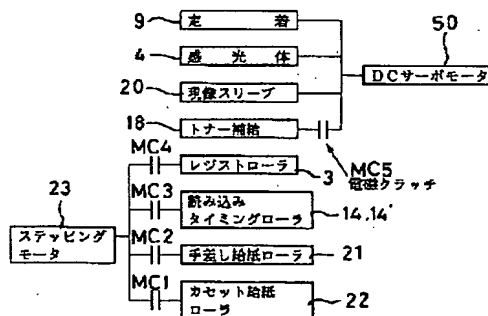 9
定着
50
4
感光体
DCサーボモータ
20
現像スリーブ
18
トナー補給
MC4
MC5
電磁クラッチ
レジストローラ
3
23
MC3
読み込み
タイミングローラ
14,14'
ステッピング
モータ
MC2
手差し給紙ローラ
21
MC1
カセット給紙
ローラ
22